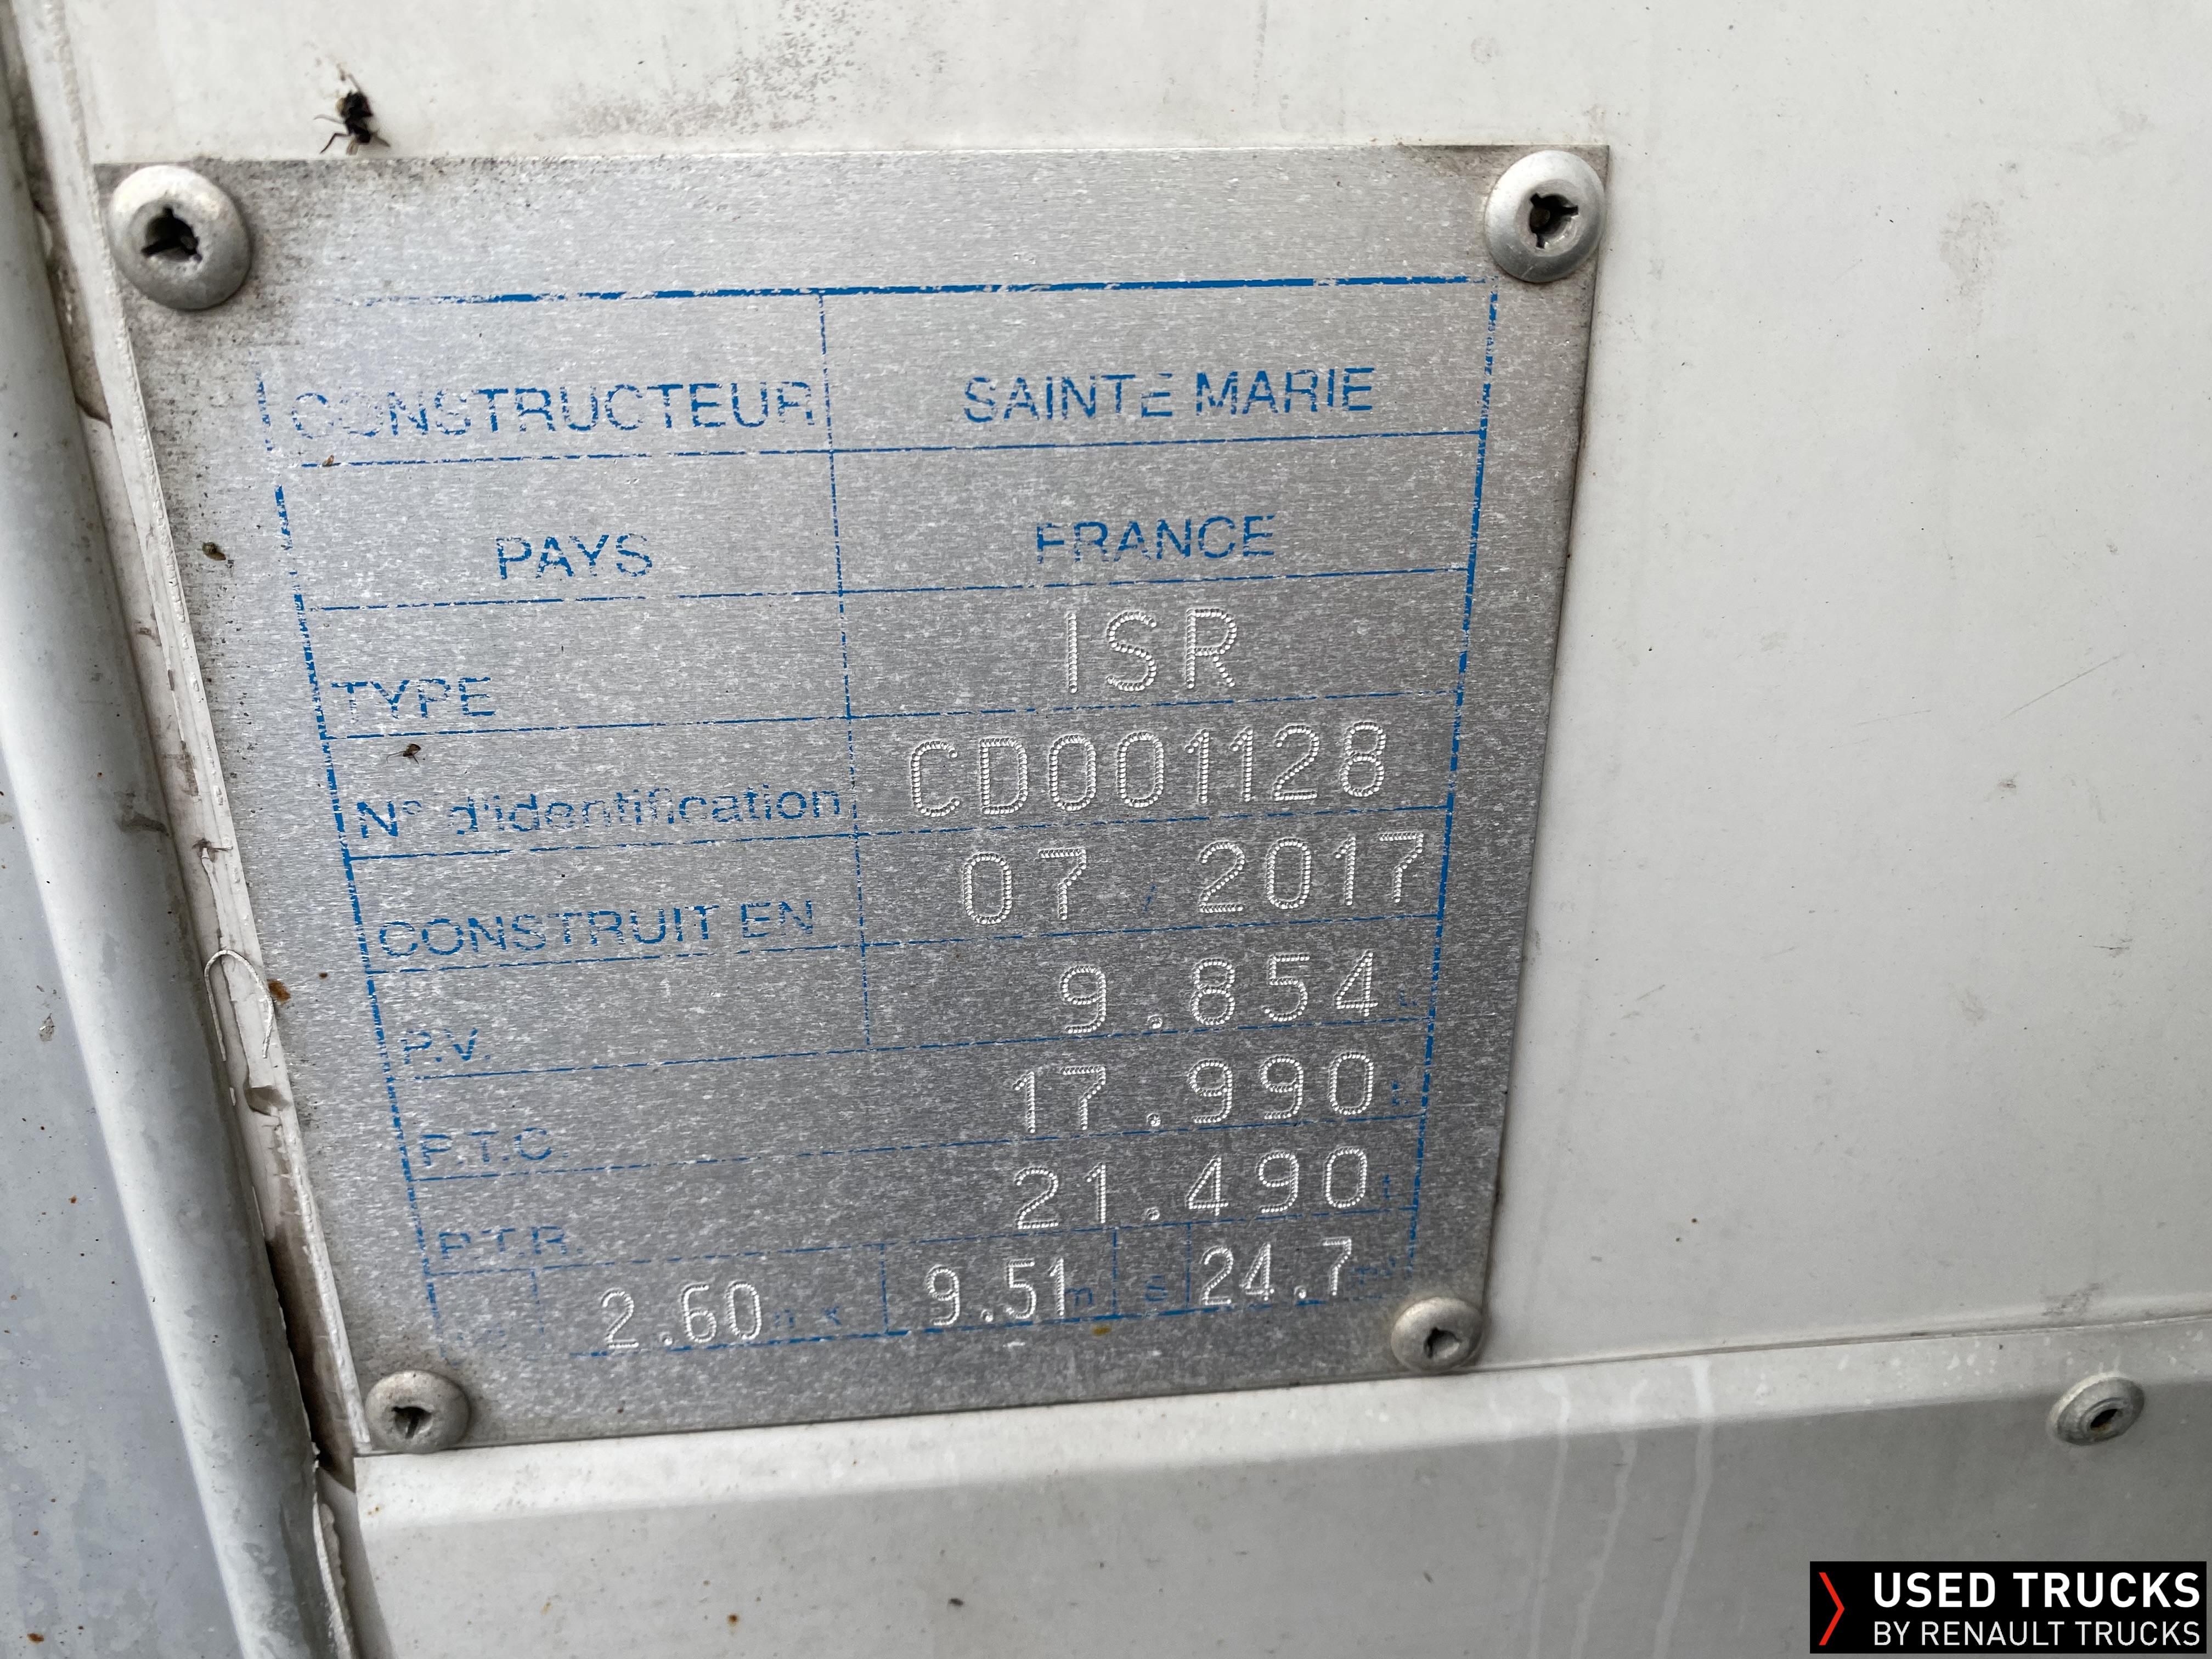 CONSTRUCTEUR SAINTE MARIE
PAYS FRANCE
TYPE ISR
N° d'identification CD001128
CONSTRUIT EN 07 / 2017
P.V. 9.854
P.T.C. 17.990
P.T.R. 21.490
2.60 m x 9.51 m s 24.7
USED TRUCKS
BY RENAULT TRUCKS